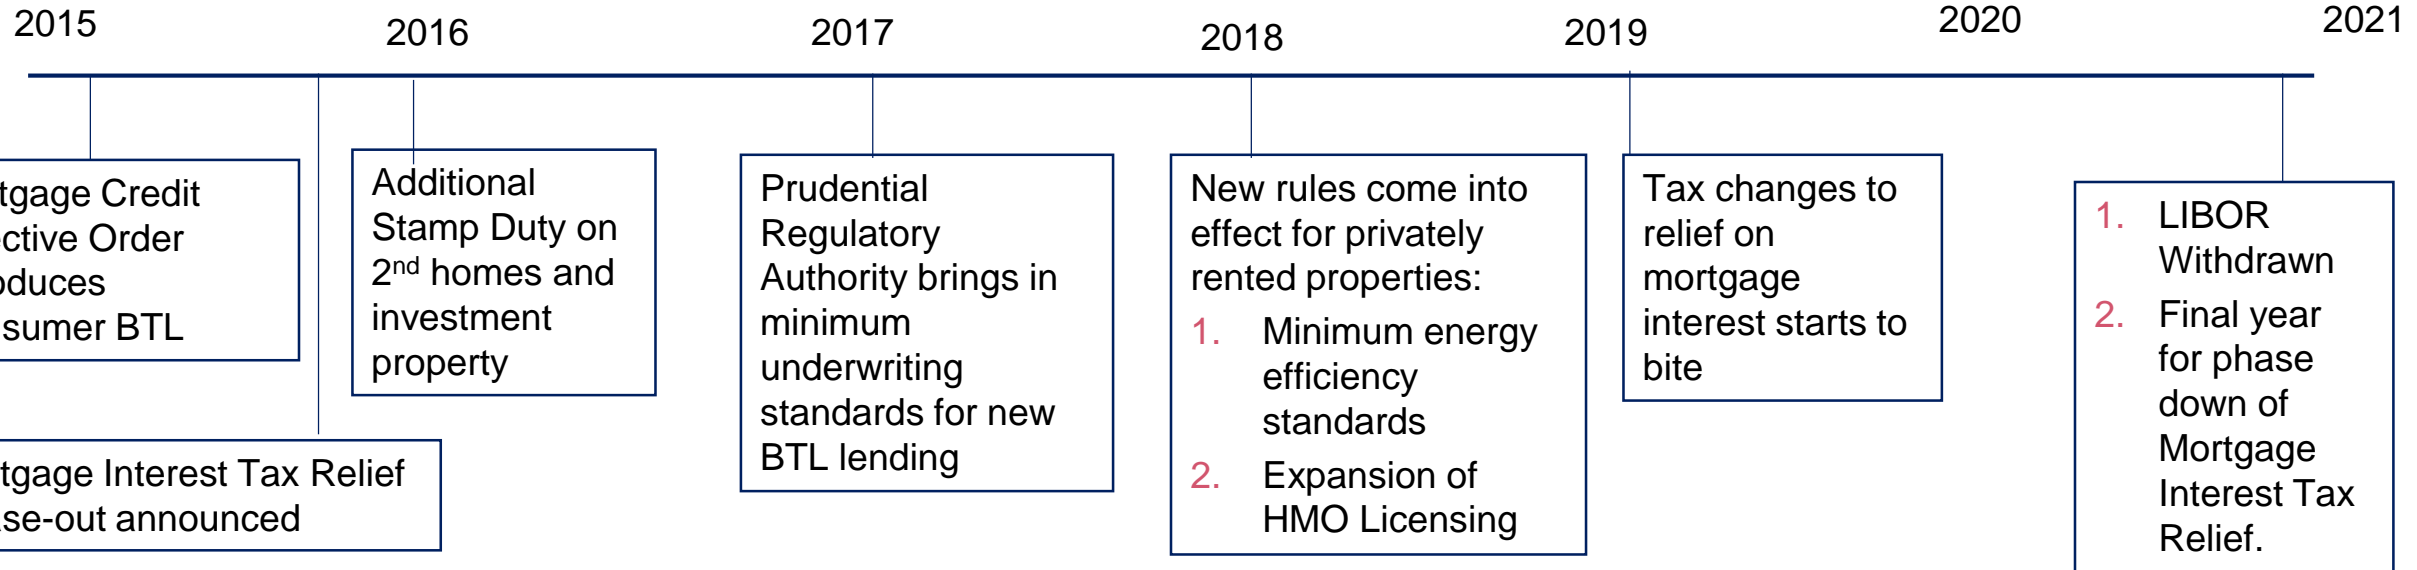 2015
2016
2017
2018
2019
2020
2021
tgage Credit
ective Order
oduces
sumer BTL
tgage Interest Tax Relief
se-out announced
Additional
Stamp Duty on
2nd homes and
investment
property
Prudential
Regulatory
Authority brings in
minimum
underwriting
standards for new
BTL lending
New rules come into
effect for privately
rented properties:
1. Minimum energy
efficiency
standards
2. Expansion of
HMO Licensing
Tax changes to
relief on
mortgage
interest starts to
bite
1. LIBOR
Withdrawn
2. Final year
for phase
down of
Mortgage
Interest Tax
Relief.